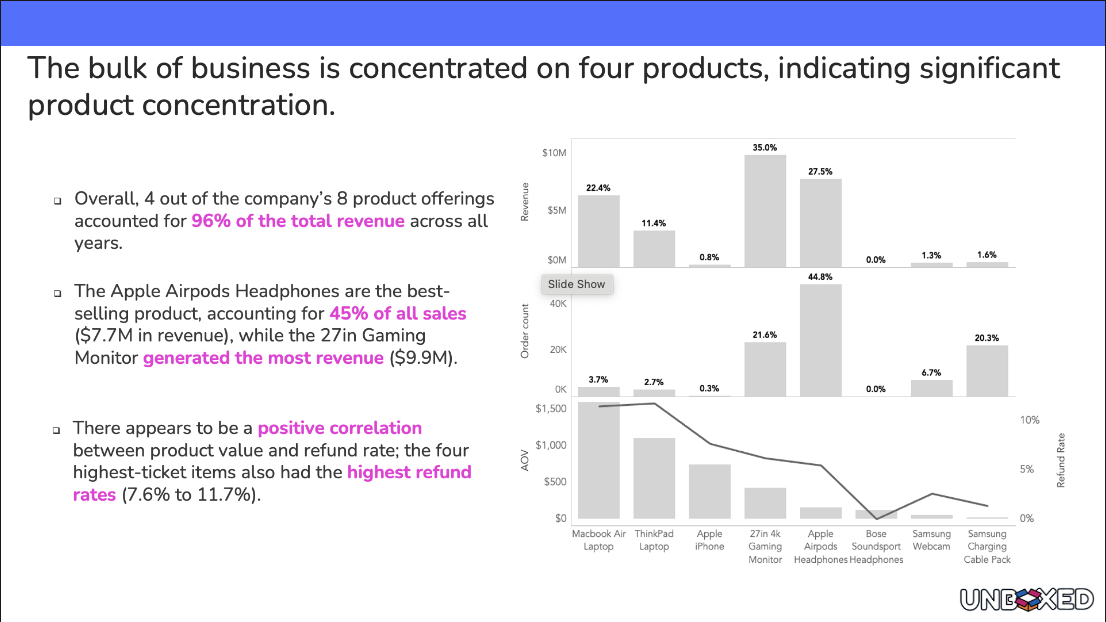 The bulk of business is concentrated on four products, indicating significant
product concentration.
Overall, 4 out of the company's 8 product offerings
accounted for 96% of the total revenue across all
years.
The Apple Airpods Headphones are the best-
selling product, accounting for 45% of all sales
($7.7M in revenue), while the 27in Gaming
Monitor generated the most revenue ($9.9M).
There appears to be a positive correlation
between product value and refund rate; the four
highest-ticket items also had the highest refund
rates (7.6% to 11.7%).
Revenue
$10M
$5M
$0M
22.4%
11.4%
0.8%
35.0%
27.5%
0.0%
1.3%
1.6%
Slide Show
Order count
40K
20K
0K
3.7%
2.7%
0.3%
21.6%
44.8%
0.0%
6.7%
20.3%
AOV
$1,500
$1,000
$500
$0
10%
5%
0%
Refund Rate
Macbook Air
Laptop
ThinkPad
Laptop
Apple
iPhone
27in 4k
Gaming
Monitor
Apple
Airpods
Headphones
Bose
Soundsport
Headphones
Samsung
Webcam
Samsung
Charging
Cable Pack
UNBOXED